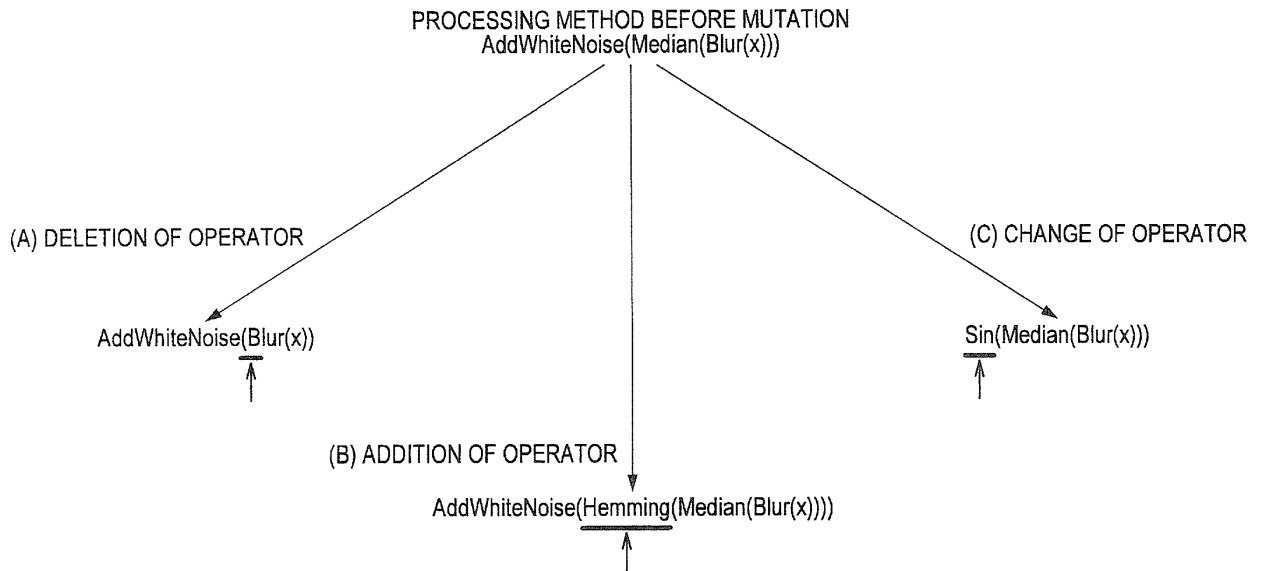 PROCESSING METHOD BEFORE MUTATION
AddWhiteNoise(Median(Blur(x)))
(A) DELETION OF OPERATOR
(C) CHANGE OF OPERATOR
AddWhiteNoise(Blur(x))
Sin(Median(Blur(x)))
(B) ADDITION OF OPERATOR
AddWhiteNoise(Hemming(Median(Blur(x))))